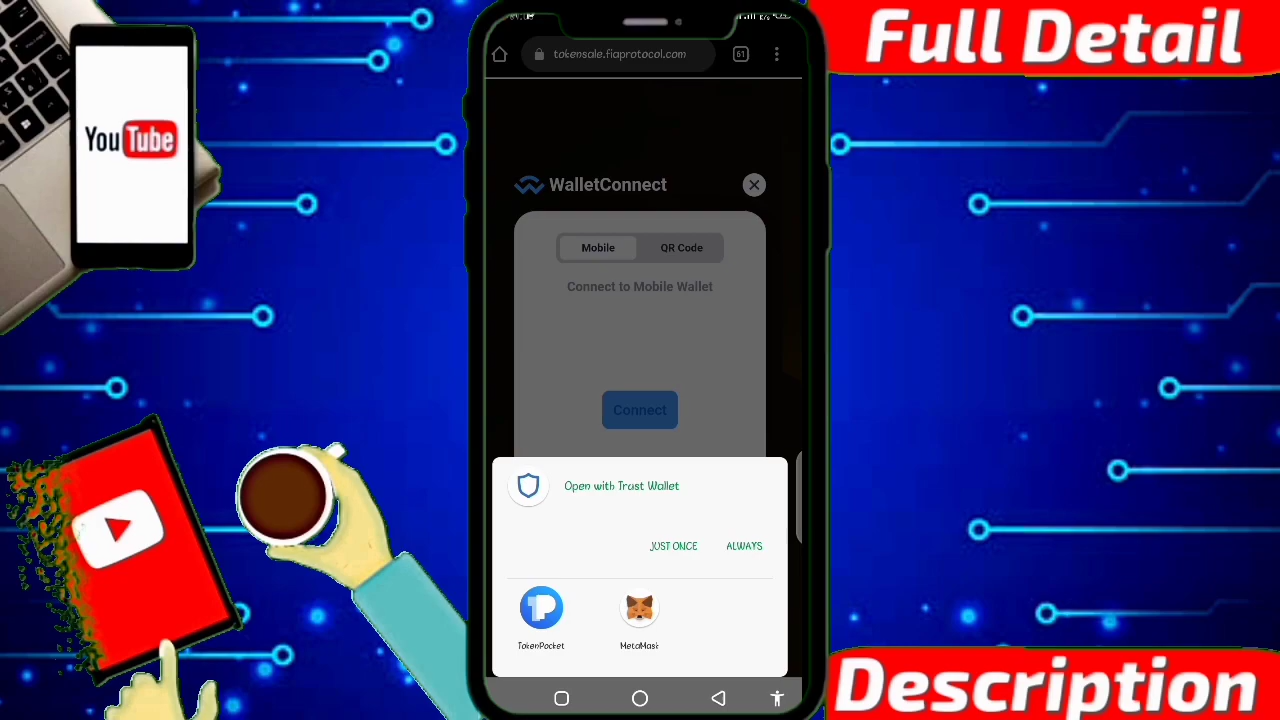 Full Detail
YouTube
tokensale.fiaprotocol.com
61
WalletConnect
Mobile
QR Code
Connect to Mobile Wallet
Connect
Open with Trust Wallet
JUST ONCE
ALWAYS
TokenPocket
MetaMask
Description